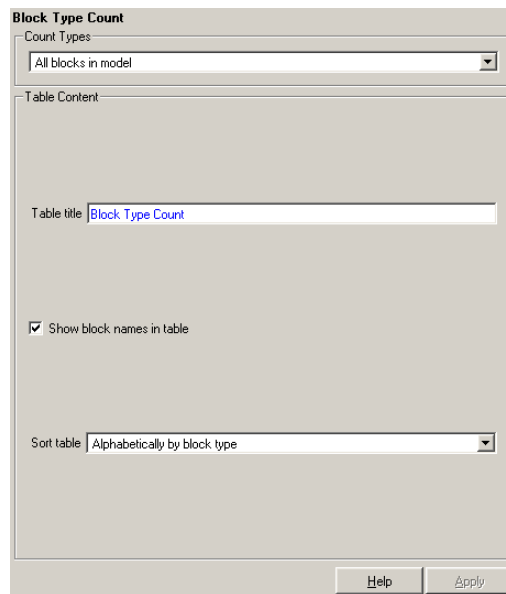 Block Type Count
Count Types
All blocks in model
Table Content
Table title Block Type Count
Show block names in table
Sort table Alphabetically by block type
Help Apply